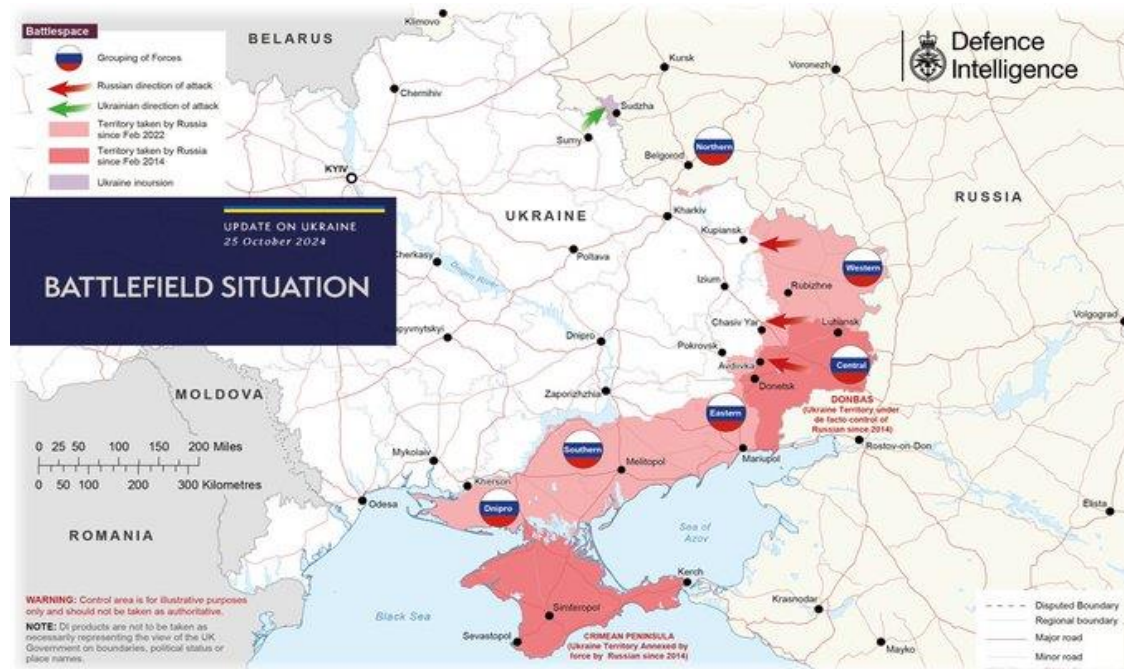 Battlespace
Grouping of Forces
Russian direction of attack
Ukrainian direction of attack
Territory taken by Russia
since Feb 2022
Territory taken by Russia
since Feb 2014
Ukraine incursion
UPDATE ON UKRAINE
25 October 2024
BATTLEFIELD SITUATION
Defence
Intelligence
BELARUS
Klimovo
Chernihiv
Kursk
Voronezh
Sudzha
Sumy
Belgorod
Northern
KYIV
RUSSIA
UKRAINE
Kharkiv
Kupiansk
Cherkasy
Dnipro River
Poltava
Western
Izium
Rubizhne
Volgograd
Chasiv Yar
Luhansk
opyvnytskyi
Dnipro
Pokrovsk
Avdiivka
Central
Donetsk
MOLDOVA
Zaporizhzhia
DONBAS
(Ukraine Territory under
de facto control of
Russian since 2014)
Eastern
Rostov-on-Don
Southern
Mariupol
0 25 50 100 150 200 Miles
0 50 100 200 300 Kilometres
Mykolaiv
Melitopol
Kherson
Odesa
Dnipro
Elista
Sea of
Azov
ROMANIA
Kerch
WARNING: Control area is for illustrative purposes
only and should not be taken as authoritative.
NOTE: DI products are not to be taken as
necessarily representing the view of the UK
Government on boundaries, political status or
place names.
Black Sea
Simferopol
Sevastopol
CRIMEAN PENINSULA
(Ukraine Territory Annexed by
force by Russian since 2014)
Krasnodar
Mayko
Disputed Boundary
Regional boundary
Major road
Minor road